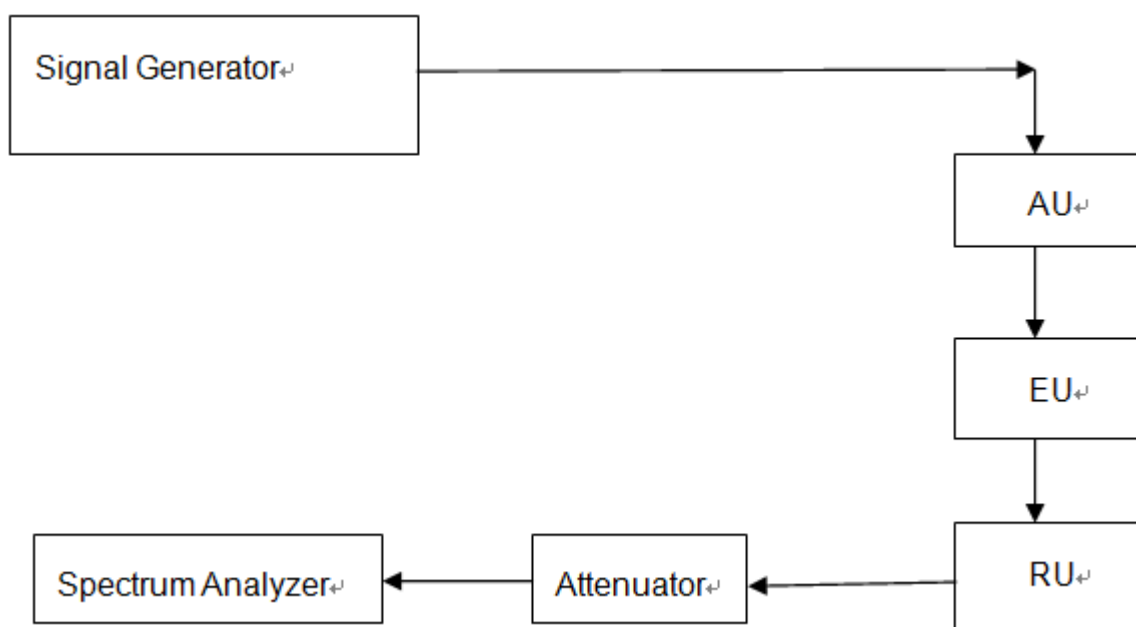 Signal Generator
AU
EU
RU
Attenuator
Spectrum Analyzer